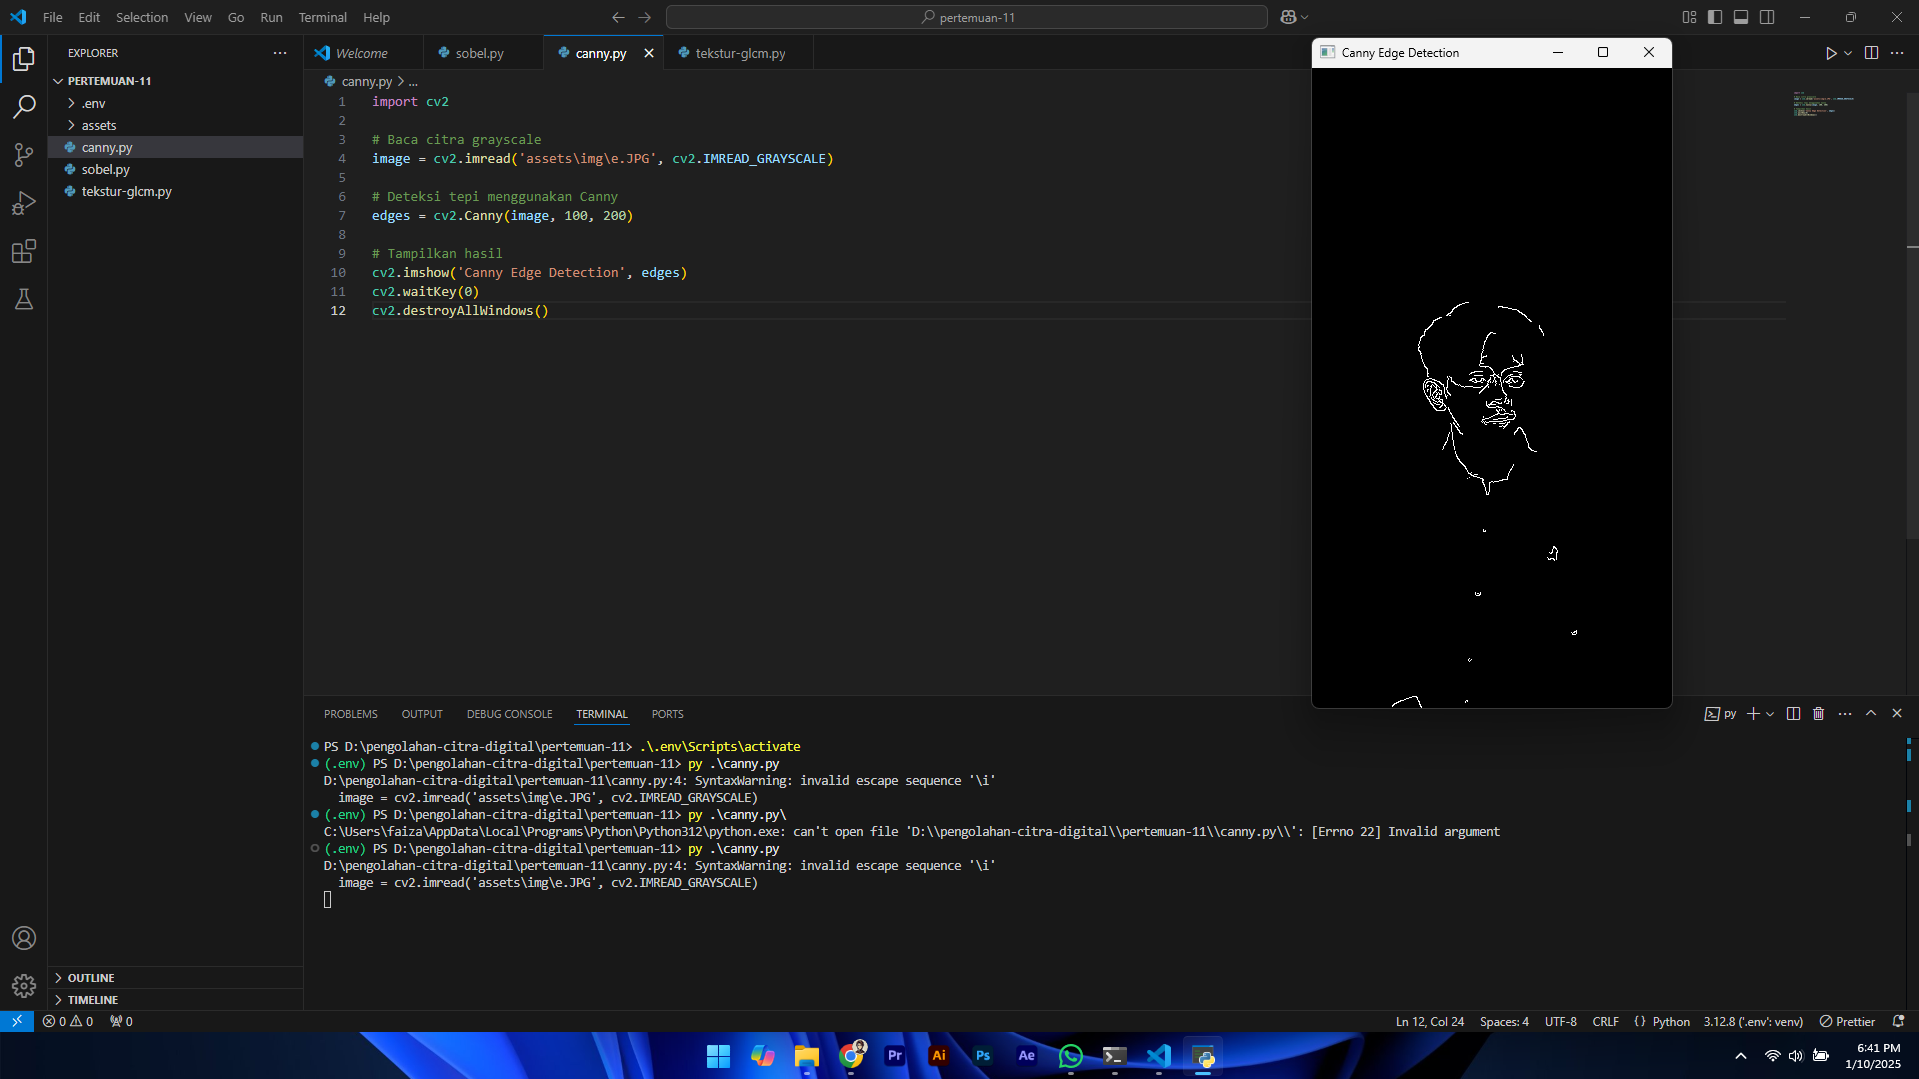 File Edit Selection View Go Run Terminal Help
pertemuan-11
EXPLORER
PERTEMUAN-11
.env
assets
canny.py
sobel.py
tekstur-glcm.py
OUTLINE
TIMELINE
Welcome
sobel.py
canny.py
tekstur-glcm.py
canny.py > ...
1 import cv2
2
3 # Baca citra grayscale
4 image = cv2.imread('assets\img\e.JPG', cv2.IMREAD_GRAYSCALE)
5
6 # Deteksi tepi menggunakan Canny
7 edges = cv2.Canny(image, 100, 200)
8
9 # Tampilkan hasil
10 cv2.imshow('Canny Edge Detection', edges)
11 cv2.waitKey(0)
12 cv2.destroyAllWindows()
Canny Edge Detection
PROBLEMS OUTPUT DEBUG CONSOLE TERMINAL PORTS
py
PS D:\pengolahan-citra-digital\pertemuan-11> .\.env\Scripts\activate
(.env) PS D:\pengolahan-citra-digital\pertemuan-11> py .\canny.py
D:\pengolahan-citra-digital\pertemuan-11\canny.py:4: SyntaxWarning: invalid escape sequence '\i'
image = cv2.imread('assets\img\e.JPG', cv2.IMREAD_GRAYSCALE)
(.env) PS D:\pengolahan-citra-digital\pertemuan-11> py .\canny.py\
C:\Users\faiza\AppData\Local\Programs\Python\Python312\python.exe: can't open file 'D:\\pengolahan-citra-digital\\pertemuan-11\\canny.py\\': [Errno 22] Invalid argument
(.env) PS D:\pengolahan-citra-digital\pertemuan-11> py .\canny.py
D:\pengolahan-citra-digital\pertemuan-11\canny.py:4: SyntaxWarning: invalid escape sequence '\i'
image = cv2.imread('assets\img\e.JPG', cv2.IMREAD_GRAYSCALE)
0 0 0
Ln 12, Col 24 Spaces: 4 UTF-8 CRLF {} Python 3.12.8 ('.env': venv) Prettier
Pr Ai Ps Ae
6:41 PM
1/10/2025